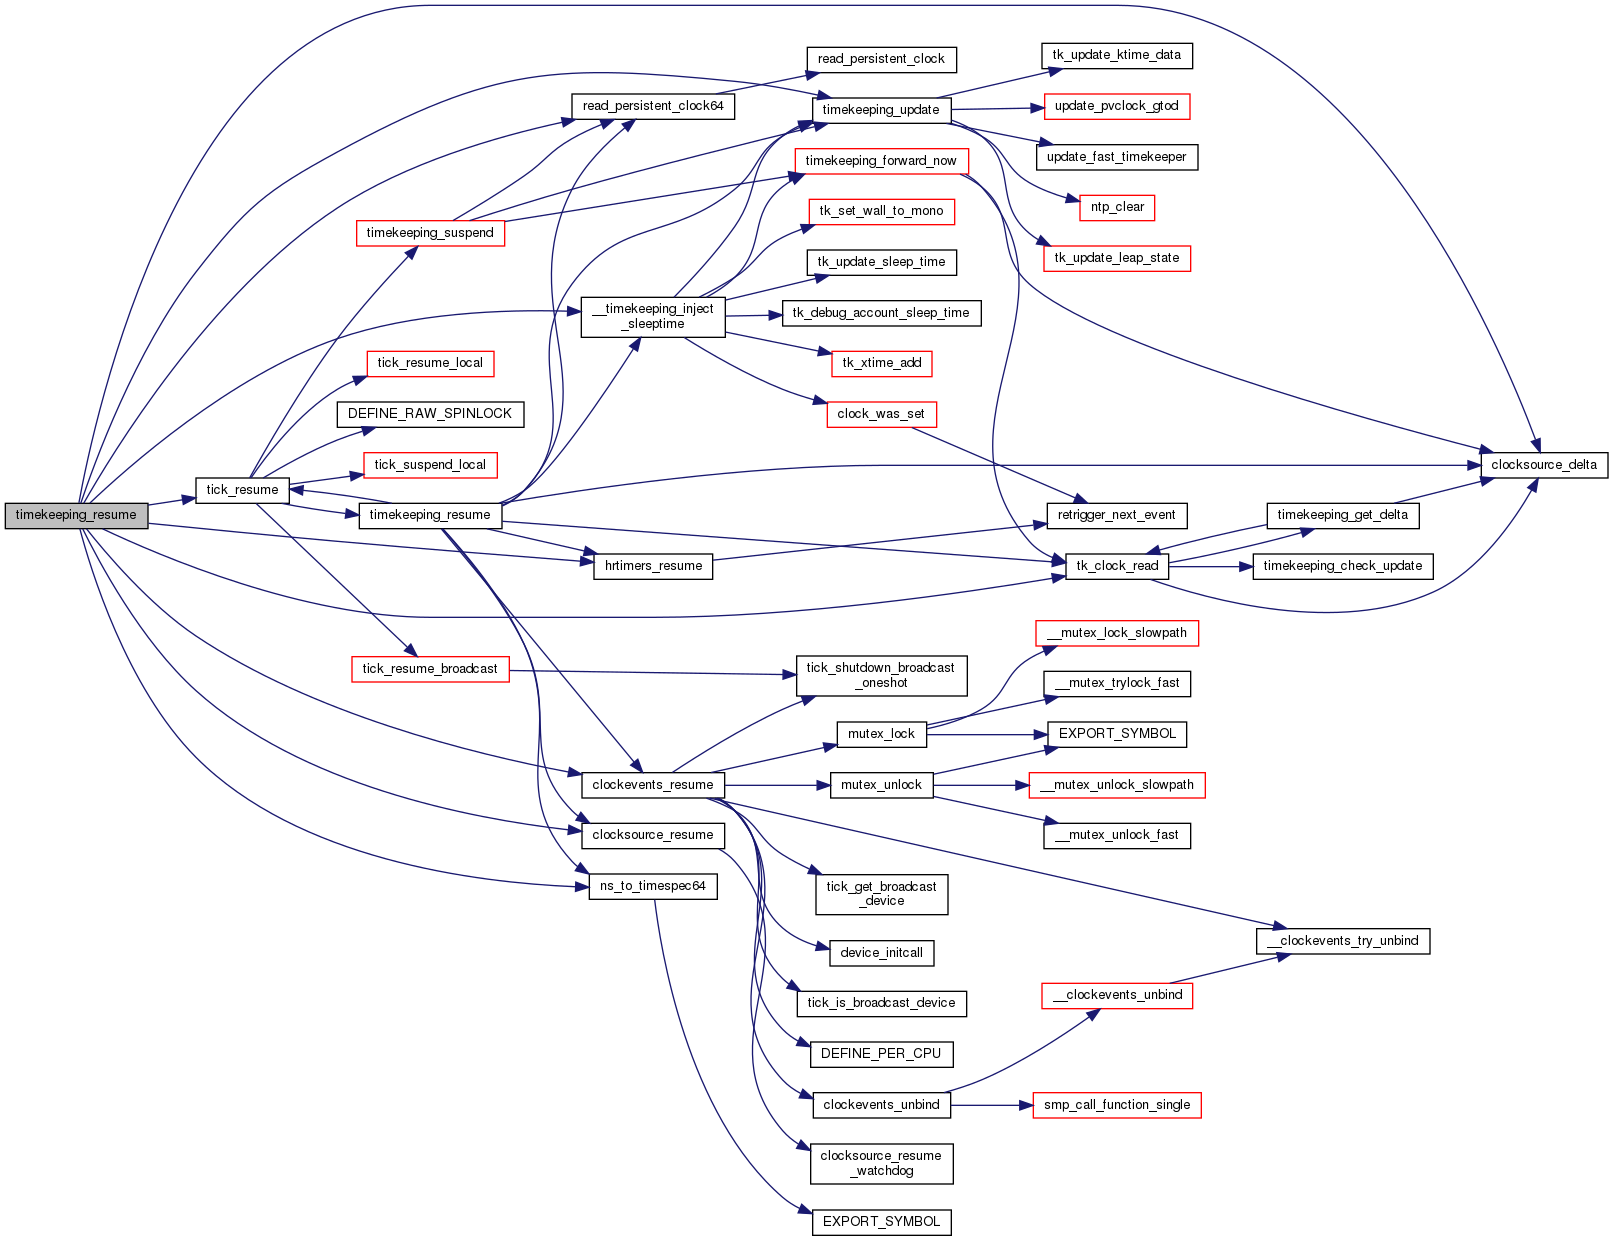 read_persistent_clock
tk_update_ktime_data
read_persistent_clock64
timekeeping_update
update_pvclock_gtod
timekeeping_forward_now
update_fast_timekeeper
tk_set_wall_to_mono
ntp_clear
timekeeping_suspend
tk_update_sleep_time
tk_update_leap_state
__timekeeping_inject
_sleeptime
tk_debug_account_sleep_time
tick_resume_local
tk_xtime_add
DEFINE_RAW_SPINLOCK
clock_was_set
tick_suspend_local
clocksource_delta
tick_resume
timekeeping_resume
timekeeping_resume
retrigger_next_event
timekeeping_get_delta
hrtimers_resume
tk_clock_read
timekeeping_check_update
__mutex_lock_slowpath
tick_resume_broadcast
tick_shutdown_broadcast
_oneshot
__mutex_trylock_fast
mutex_lock
EXPORT_SYMBOL
clockevents_resume
mutex_unlock
__mutex_unlock_slowpath
clocksource_resume
__mutex_unlock_fast
ns_to_timespec64
tick_get_broadcast
_device
device_initcall
__clockevents_try_unbind
tick_is_broadcast_device
__clockevents_unbind
DEFINE_PER_CPU
clockevents_unbind
smp_call_function_single
clocksource_resume
_watchdog
EXPORT_SYMBOL